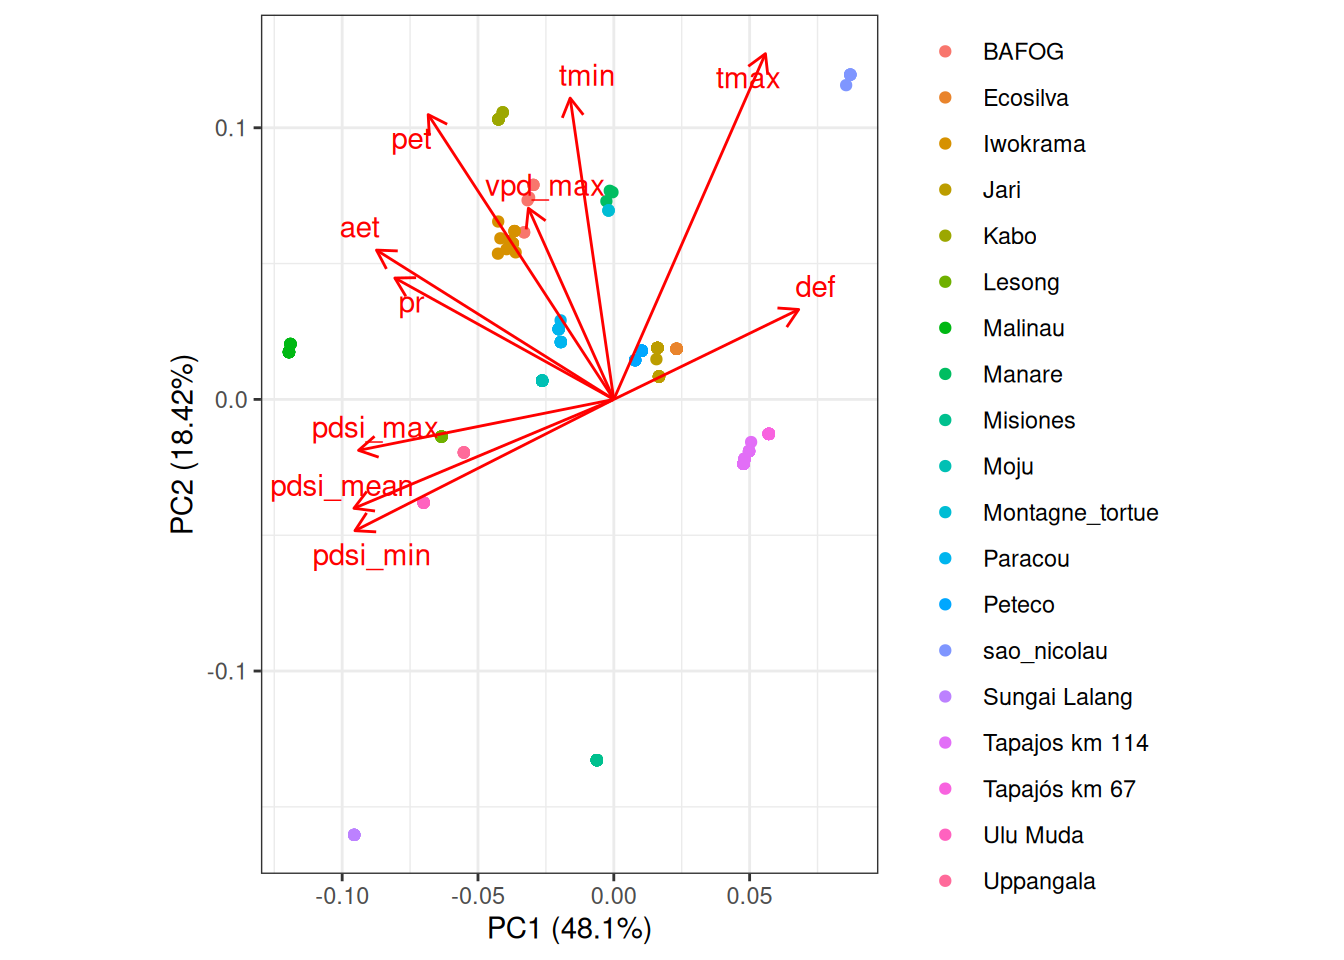 tmin
tmax
pet
vpd_max
aet
def
pr
pdsi_max
pdsi_mean
pdsi_min
0.1
0.0
-0.1
PC2 (18.42%)
-0.10
-0.05
0.00
0.05
PC1 (48.1%)
BAFOG
Ecosilva
Iwokrama
Jari
Kabo
Lesong
Malinau
Manare
Misiones
Moju
Montagne_tortue
Paracou
Peteco
sao_nicolau
Sungai Lalang
Tapajos km 114
Tapajós km 67
Ulu Muda
Uppangala